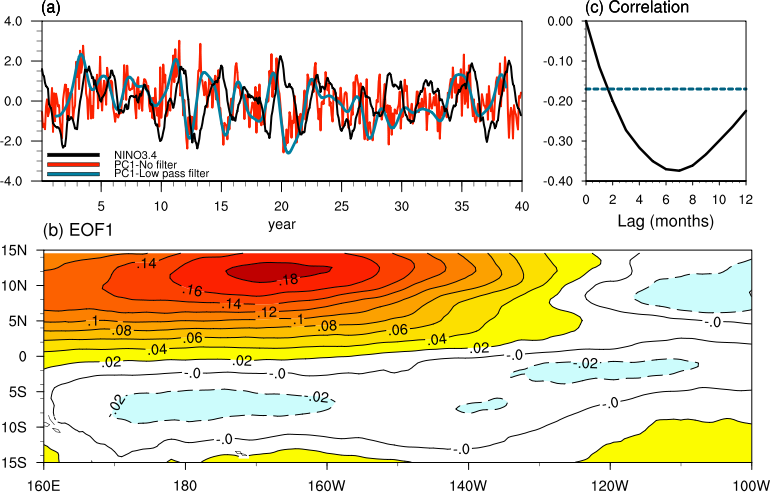 (a)
4.0
2.0
0.0
-2.0
-4.0
NINO3.4
PC1-No filter
PC1-Low pass filter
5 10 15 20 25 30 35 40
year
(c) Correlation
0.00
-0.10
-0.20
-0.30
-0.40
0 2 4 6 8 10 12
Lag (months)
(b) EOF1
15N
10N
5N
0
5S
10S
15S
.14
.18
.16
.14
.12
.1 .1
.08 .08
.06 .06
.04 .04
.02 .02 .02
-.0 -.0 -.0 -.0
-.02
-.02
.02
-.0 -.0
160E 180 160W 140W 120W 100W